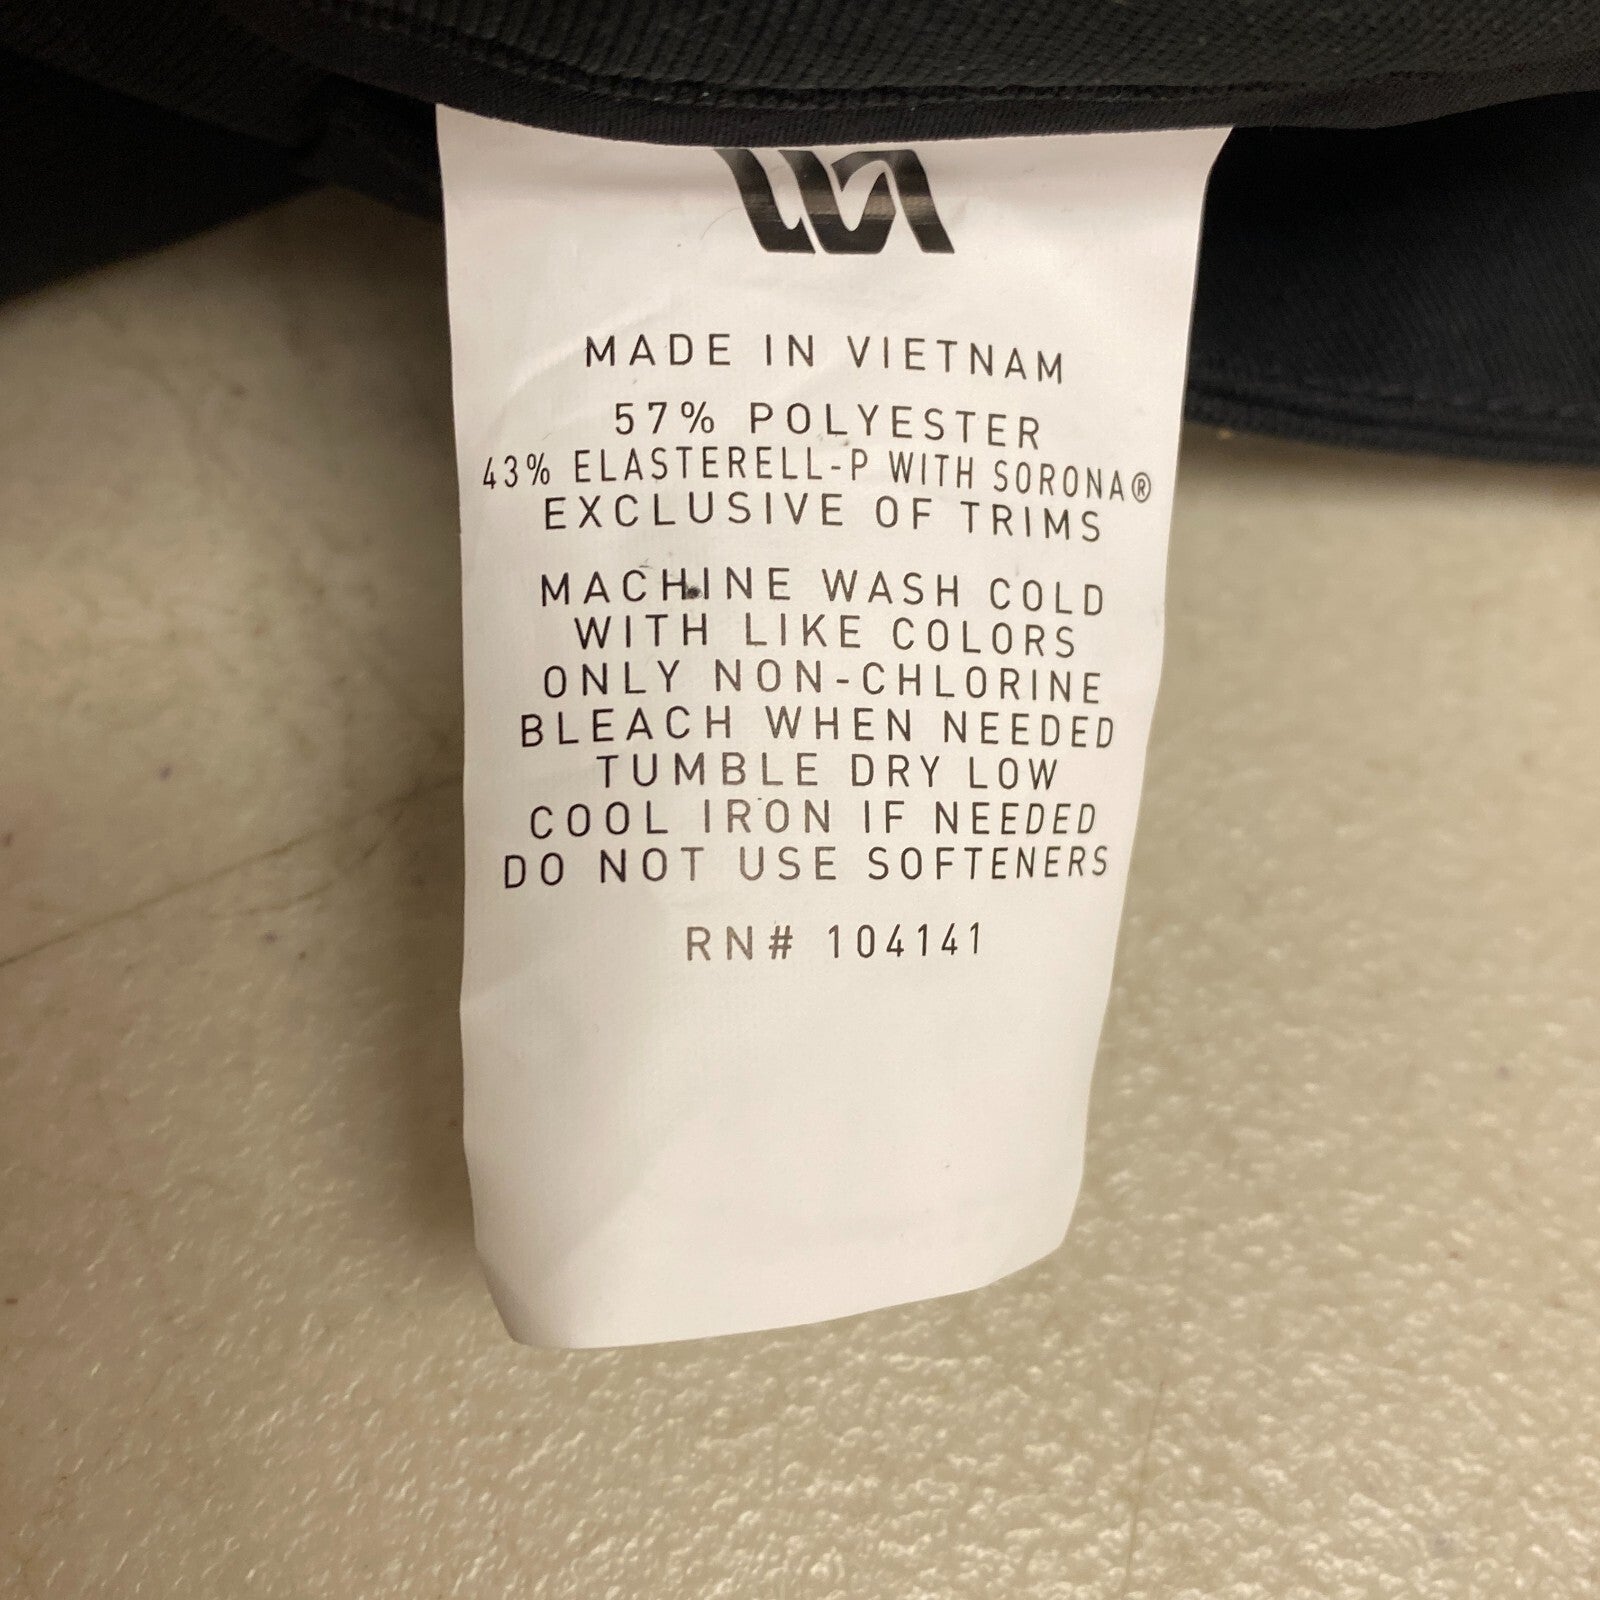 MADE IN VIETNAM
57% POLYESTER
43% ELASTERELL-P WITH SORONA®
EXCLUSIVE OF TRIMS
MACHINE WASH COLD
WITH LIKE COLORS
ONLY NON-CHLORINE
BLEACH WHEN NEEDED
TUMBLE DRY LOW
COOL IRON IF NEEDED
DO NOT USE SOFTENERS
RN# 104141